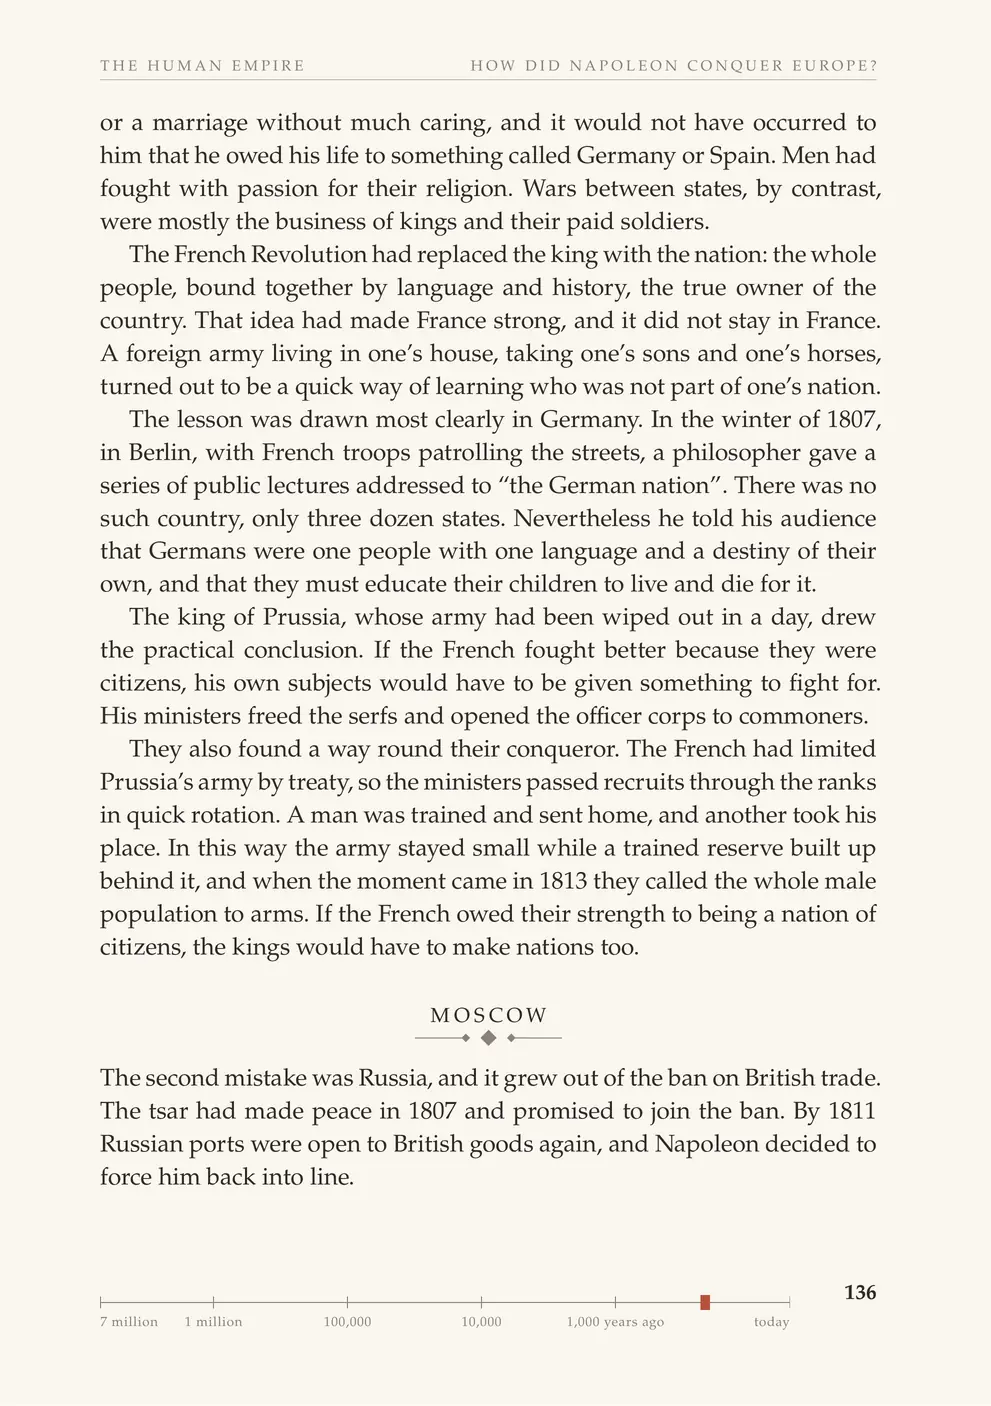 THE HUMAN EMPIRE
HOW DID NAPOLEON CONQUER EUROPE?
or a marriage without much caring, and it would not have occurred to
him that he owed his life to something called Germany or Spain. Men had
fought with passion for their religion. Wars between states, by contrast,
were mostly the business of kings and their paid soldiers.
The French Revolution had replaced the king with the nation: the whole
people, bound together by language and history, the true owner of the
country. That idea had made France strong, and it did not stay in France.
A foreign army living in one’s house, taking one’s sons and one’s horses,
turned out to be a quick way of learning who was not part of one’s nation.
The lesson was drawn most clearly in Germany. In the winter of 1807,
in Berlin, with French troops patrolling the streets, a philosopher gave a
series of public lectures addressed to “the German nation”. There was no
such country, only three dozen states. Nevertheless he told his audience
that Germans were one people with one language and a destiny of their
own, and that they must educate their children to live and die for it.
The king of Prussia, whose army had been wiped out in a day, drew
the practical conclusion. If the French fought better because they were
citizens, his own subjects would have to be given something to fight for.
His ministers freed the serfs and opened the officer corps to commoners.
They also found a way round their conqueror. The French had limited
Prussia’s army by treaty, so the ministers passed recruits through the ranks
in quick rotation. A man was trained and sent home, and another took his
place. In this way the army stayed small while a trained reserve built up
behind it, and when the moment came in 1813 they called the whole male
population to arms. If the French owed their strength to being a nation of
citizens, the kings would have to make nations too.
MOSCOW
The second mistake was Russia, and it grew out of the ban on British trade.
The tsar had made peace in 1807 and promised to join the ban. By 1811
Russian ports were open to British goods again, and Napoleon decided to
force him back into line.
136
7 million 1 million 100,000 10,000 1,000 years ago today